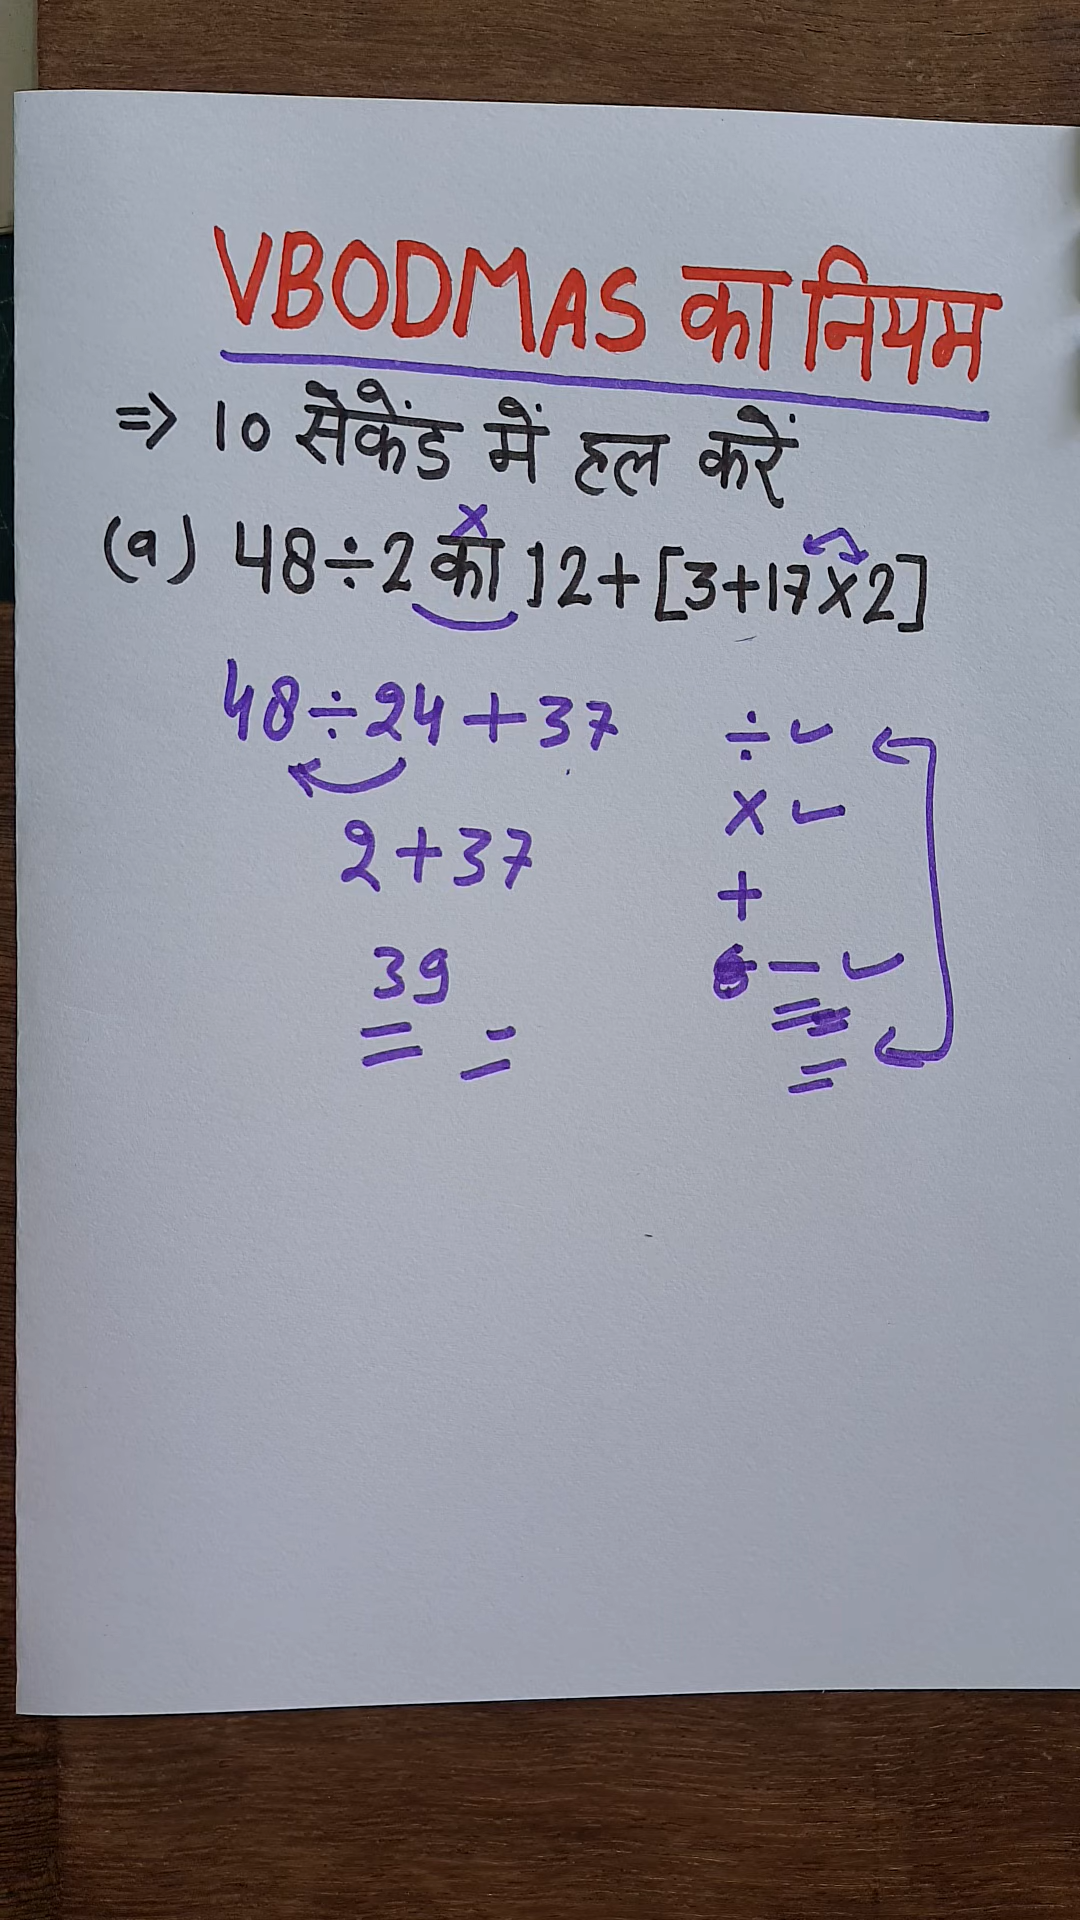 VBODMAS का नियम
=> 10 सेकेंड में हल करें
×
(a) 48÷2 का 12+[3+17×2]
48÷24+37
÷
2+37
×
+
39
-